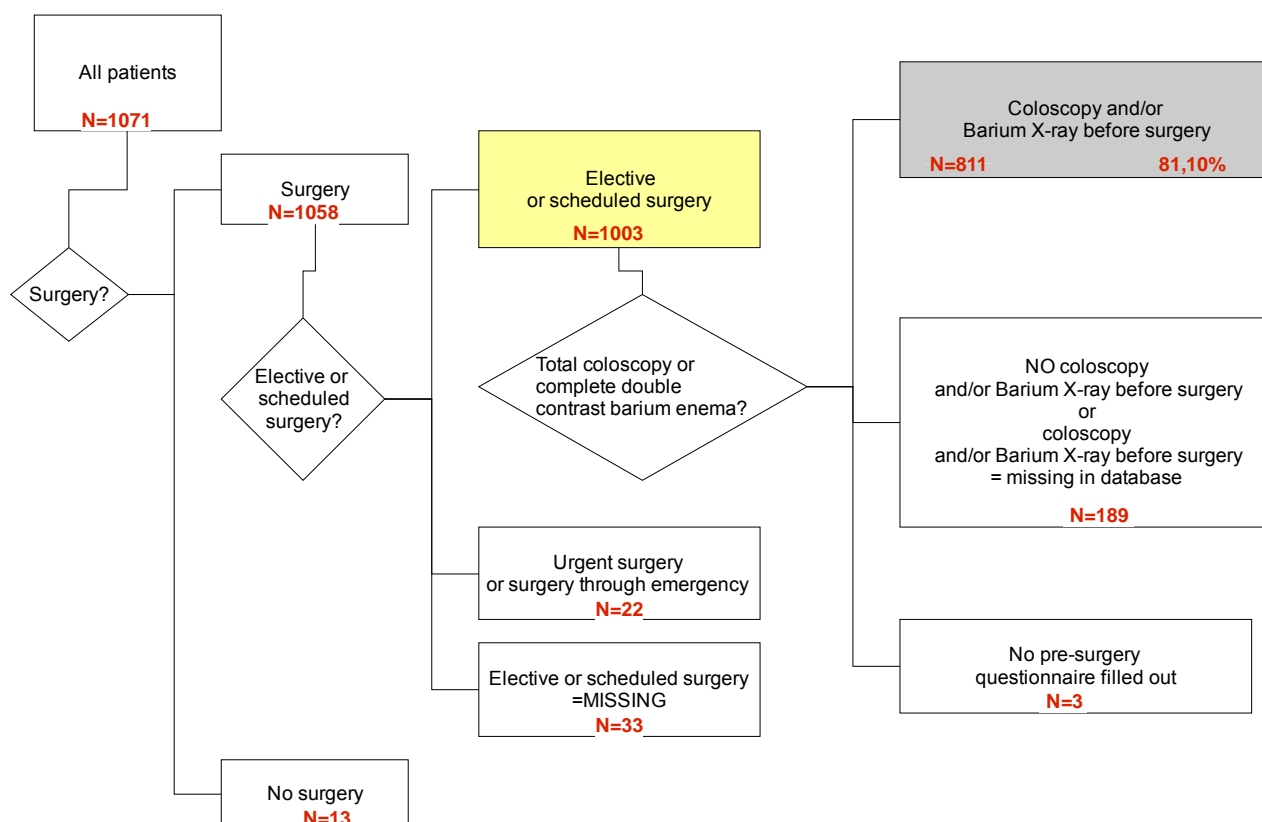 All patients
N=1071
Surgery?
Surgery
N=1058
Elective or
scheduled
surgery?
No surgery
N=13
Elective
or scheduled surgery
N=1003
Total coloscopy or
complete double
contrast barium enema?
Urgent surgery
or surgery through emergency
N=22
Elective or scheduled surgery
=MISSING
N=33
Coloscopy and/or
Barium X-ray before surgery
N=811 81,10%
NO coloscopy
and/or Barium X-ray before surgery
or
coloscopy
and/or Barium X-ray before surgery
= missing in database
N=189
No pre-surgery
questionnaire filled out
N=3